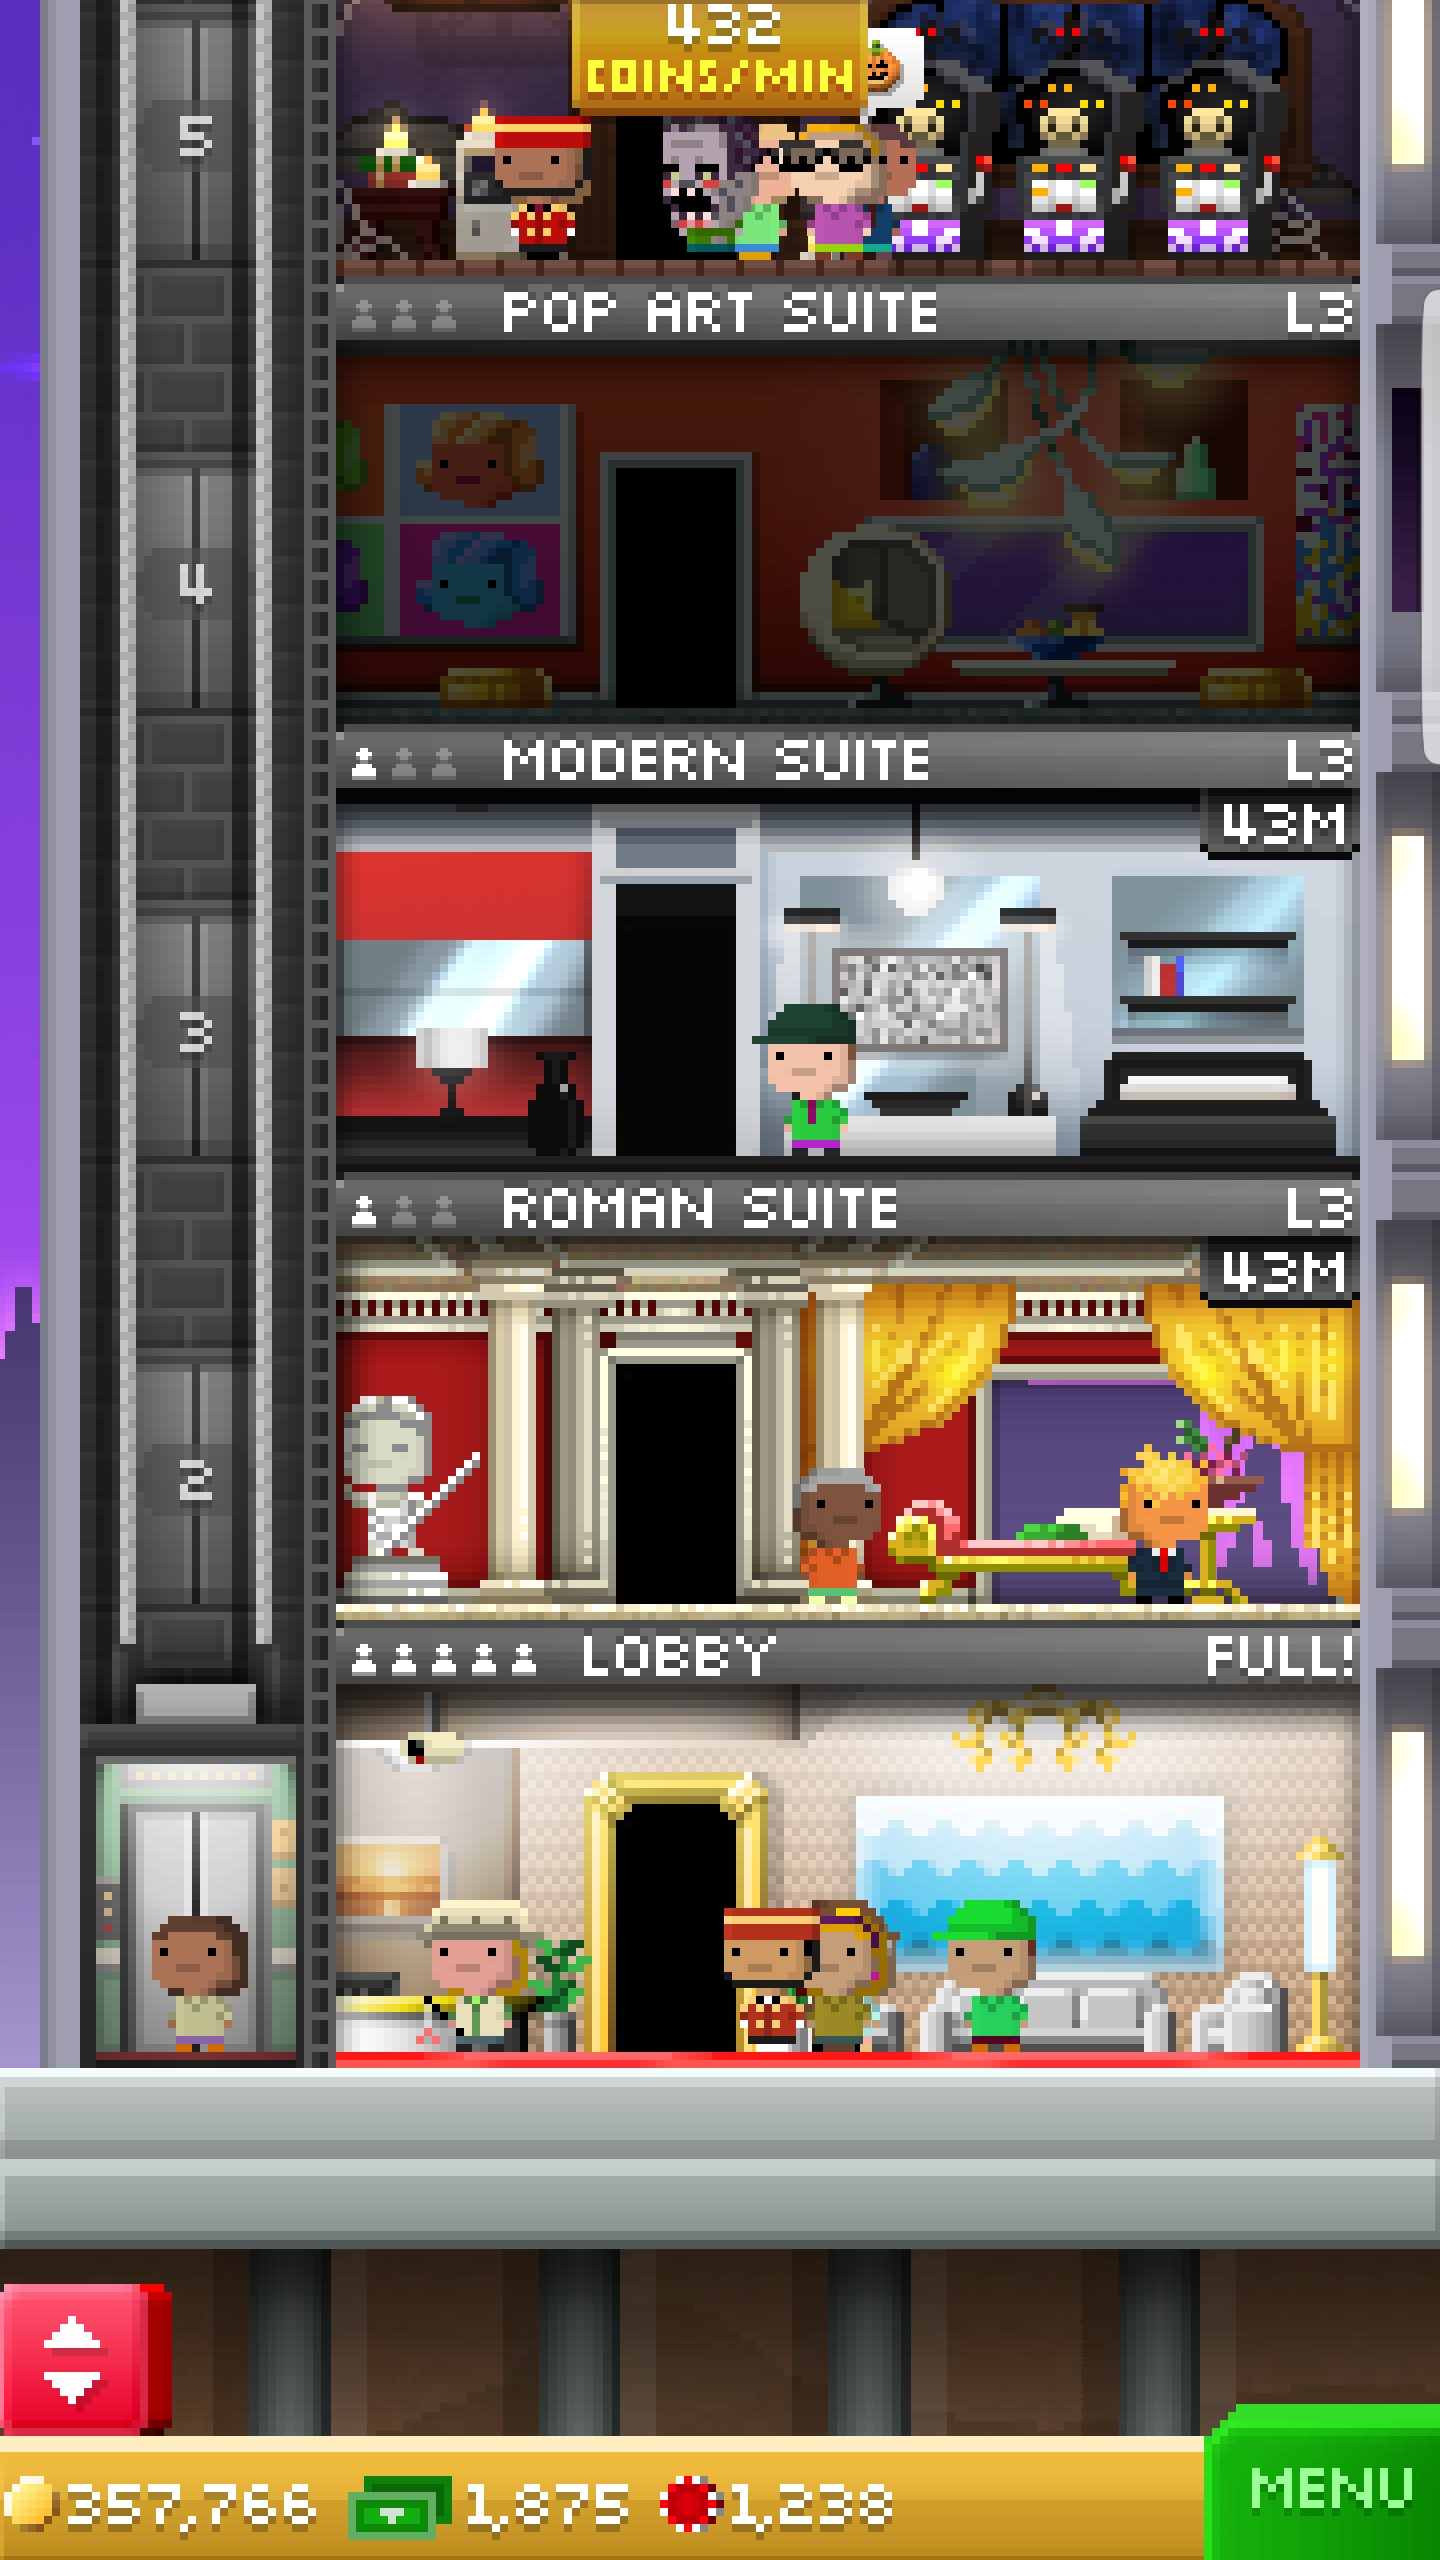 432
COINS/MIN
5
POP ART SUITE L3
4
MODERN SUITE L3
43M
3
ROMAN SUITE L3
43M
2
LOBBY FULL!
357,766 1,875 1,238
MENU